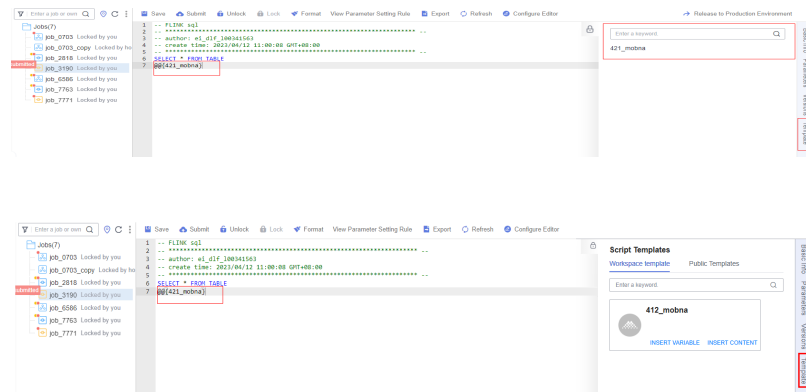 Enter a job or own
Save Submit Unlock Lock Format View Parameter Setting Rule Export Refresh Configure Editor
Release to Production Environment
Jobs(7)
job_0703 Locked by you
job_0703_copy Locked by ho
job_2818 Locked by you
submitted
job_3190 Locked by you
job_6586 Locked by you
job_7763 Locked by you
job_7771 Locked by you
1 -- FLINK sql
2 -- ************************************************************** --
3 -- author: ei_dlf_l00341563
4 -- create time: 2023/04/12 11:00:08 GMT+08:00
5 -- ************************************************************** --
6 SELECT * FROM TABLE
7 @@{421_mobna}
Enter a keyword.
421_mobna
Basic Info
Parameters
Versions
Template
Enter a job or own
Save Submit Unlock Lock Format View Parameter Setting Rule Export Refresh Configure Editor
Jobs(7)
job_0703 Locked by you
job_0703_copy Locked by ho
job_2818 Locked by you
submitted
job_3190 Locked by you
job_6586 Locked by you
job_7763 Locked by you
job_7771 Locked by you
1 -- FLINK sql
2 -- ************************************************************** --
3 -- author: ei_dlf_l00341563
4 -- create time: 2023/04/12 11:00:08 GMT+08:00
5 -- ************************************************************** --
6 SELECT * FROM TABLE
7 @@{421_mobna}
Script Templates
Workspace template Public Templates
Enter a keyword.
412_mobna
INSERT VARIABLE INSERT CONTENT
Basic Info
Parameters
Versions
Template